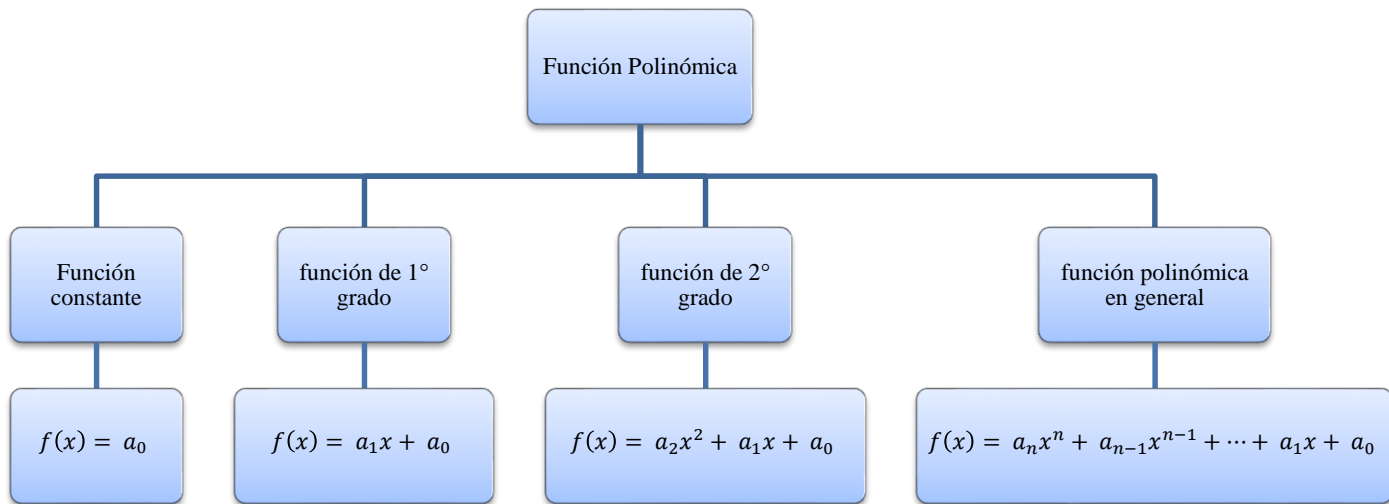 Función Polinómica
Función
constante
función de 1°
grado
función de 2°
grado
función polinómica
en general
f(x) = a₀
f(x) = a₁x + a₀
f(x) = a₂x² + a₁x + a₀
f(x) = aₙxⁿ + aₙ₋₁xⁿ⁻¹ + ⋯ + a₁x + a₀